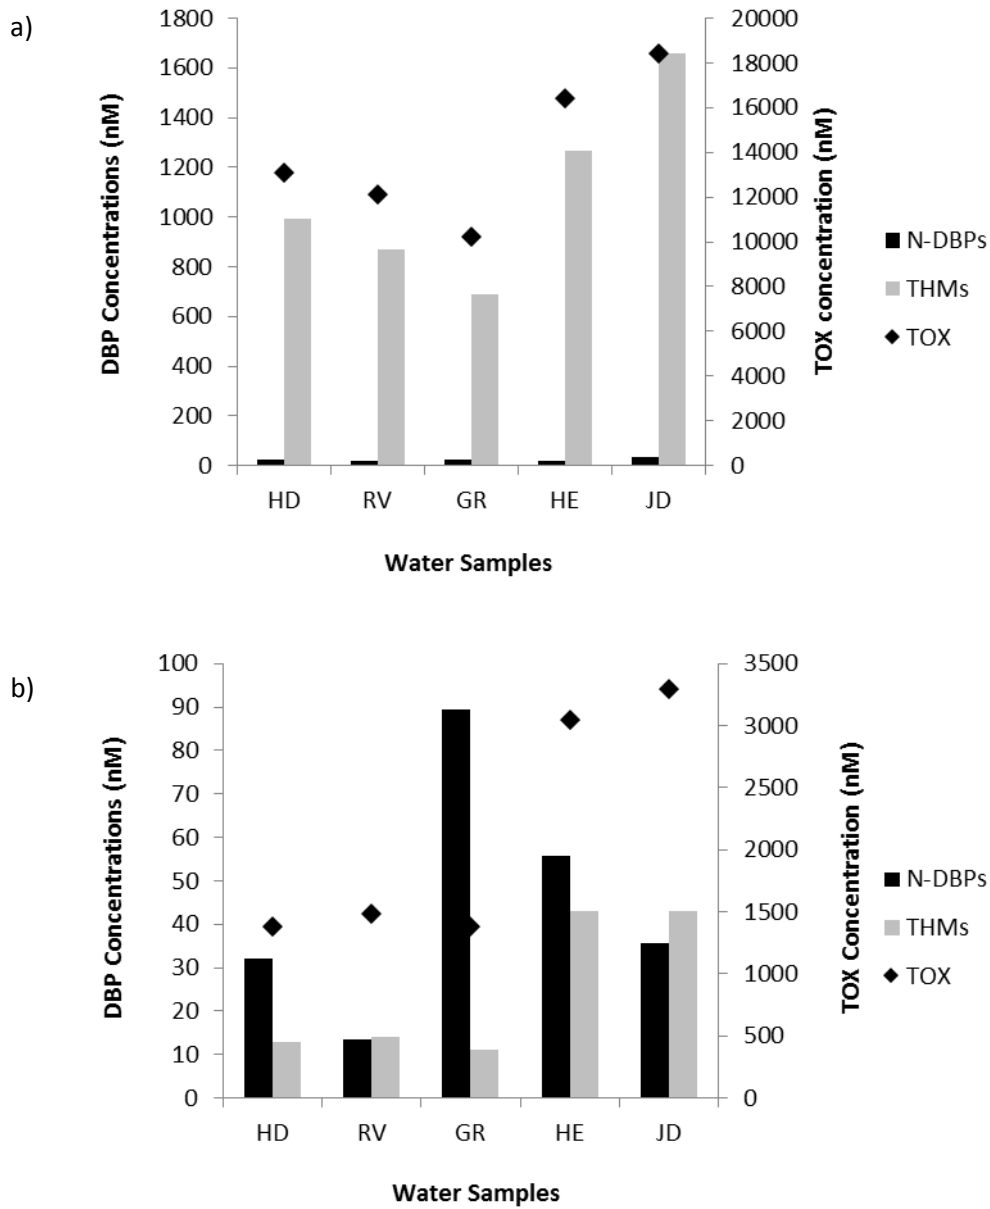 a)
DBP Concentrations (nM)
1800
1600
1400
1200
1000
800
600
400
200
0
20000
18000
16000
14000
12000
10000
8000
6000
4000
2000
0
TOX concentration (nM)
HD RV GR HE JD
Water Samples
N-DBPs
THMs
TOX
b)
DBP Concentrations (nM)
100
90
80
70
60
50
40
30
20
10
0
3500
3000
2500
2000
1500
1000
500
0
TOX Concentration (nM)
HD RV GR HE JD
Water Samples
N-DBPs
THMs
TOX